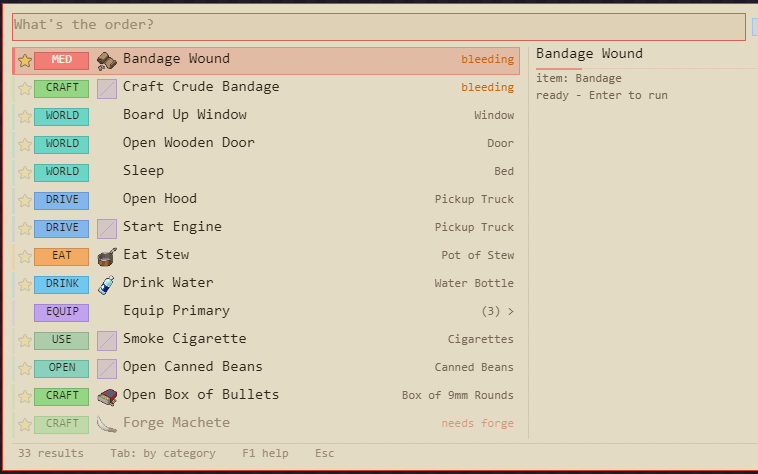 What's the order?
MED Bandage Wound bleeding
CRAFT Craft Crude Bandage bleeding
WORLD Board Up Window Window
WORLD Open Wooden Door Door
WORLD Sleep Bed
DRIVE Open Hood Pickup Truck
DRIVE Start Engine Pickup Truck
EAT Eat Stew Pot of Stew
DRINK Drink Water Water Bottle
EQUIP Equip Primary (3) >
USE Smoke Cigarette Cigarettes
OPEN Open Canned Beans Canned Beans
CRAFT Open Box of Bullets Box of 9mm Rounds
CRAFT Forge Machete needs forge
Bandage Wound
item: Bandage
ready - Enter to run
33 results Tab: by category F1 help Esc